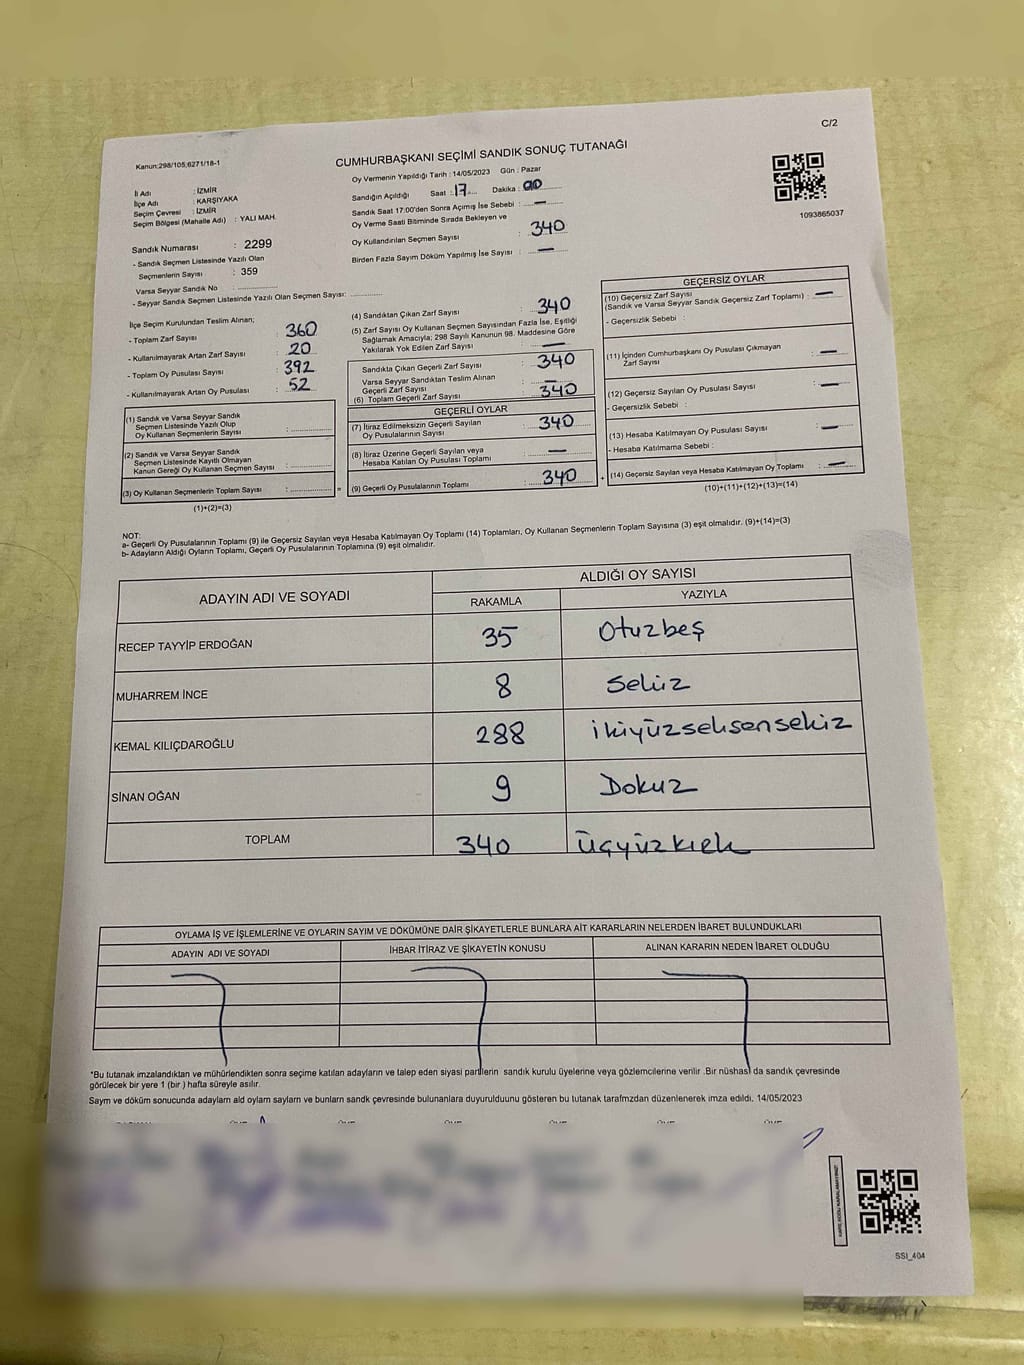 C/2
Kanun:298/105,6271/18-1
CUMHURBAŞKANI SEÇİMİ SANDIK SONUÇ TUTANAĞI
1093865037
İl Adı : İZMİR
İlçe Adı : KARŞIYAKA
Seçim Çevresi : İZMİR
Seçim Bölgesi (Mahalle Adı) : YALI MAH.
Sandık Numarası : 2299
- Sandık Seçmen Listesinde Yazılı Olan
Seçmenlerin Sayısı : 359
Varsa Seyyar Sandık No :
- Seyyar Sandık Seçmen Listesinde Yazılı Olan Seçmen Sayısı:
Oy Vermenin Yapıldığı Tarih : 14/05/2023 Gün : Pazar
Sandığın Açıldığı Saat : 17 Dakika : 00
Sandık Saat 17:00'den Sonra Açımış İse Sebebi : —
Oy Verme Saati Bitiminde Sırada Bekleyen ve
Oy Kullandırılan Seçmen Sayısı : 340
Birden Fazla Sayım Döküm Yapılmış İse Sayısı : —
İlçe Seçim Kurulundan Teslim Alınan;
- Toplam Zarf Sayısı : 360
- Kullanılmayarak Artan Zarf Sayısı : 20
- Toplam Oy Pusulası Sayısı : 392
- Kullanılmayarak Artan Oy Pusulası : 52
(1) Sandık ve Varsa Seyyar Sandık
Seçmen Listesinde Yazılı Olup
Oy Kullanan Seçmenlerin Sayısı :
(2) Sandık ve Varsa Seyyar Sandık
Seçmen Listesinde Kayıtlı Olmayan
Kanun Gereği Oy Kullanan Seçmen Sayısı :
(3) Oy Kullanan Seçmenlerin Toplam Sayısı : =
(1)+(2)=(3)
(4) Sandıktan Çıkan Zarf Sayısı : 340
(5) Zarf Sayısı Oy Kullanan Seçmen Sayısından Fazla İse, Eşitliği
Sağlamak Amacıyla; 298 Sayılı Kanunun 98. Maddesine Göre
Yakılarak Yok Edilen Zarf Sayısı : —
Sandıkta Çıkan Geçerli Zarf Sayısı : 340
Varsa Seyyar Sandıktan Teslim Alınan
Geçerli Zarf Sayısı : —
(6) Toplam Geçerli Zarf Sayısı : 340
GEÇERLİ OYLAR
(7) İtiraz Edilmeksizin Geçerli Sayılan
Oy Pusulalarının Sayısı : 340
(8) İtiraz Üzerine Geçerli Sayılan veya
Hesaba Katılan Oy Pusulası Toplamı : —
(9) Geçerli Oy Pusulalarının Toplamı : 340 +
GEÇERSİZ OYLAR
(10) Geçersiz Zarf Sayısı
(Sandık ve Varsa Seyyar Sandık Geçersiz Zarf Toplamı) : —
- Geçersizlik Sebebi :
(11) İçinden Cumhurbaşkanı Oy Pusulası Çıkmayan
Zarf Sayısı : —
(12) Geçersiz Sayılan Oy Pusulası Sayısı : —
- Geçersizlik Sebebi :
(13) Hesaba Katılmayan Oy Pusulası Sayısı : —
- Hesaba Katılmama Sebebi :
(14) Geçersiz Sayılan veya Hesaba Katılmayan Oy Toplamı : —
(10)+(11)+(12)+(13)=(14)
NOT:
a- Geçerli Oy Pusulalarının Toplamı (9) ile Geçersiz Sayılan veya Hesaba Katılmayan Oy Toplamı (14) Toplamları, Oy Kullanan Seçmenlerin Toplam Sayısına (3) eşit olmalıdır. (9)+(14)=(3)
b- Adayların Aldığı Oyların Toplamı, Geçerli Oy Pusulalarının Toplamına (9) eşit olmalıdır.
ADAYIN ADI VE SOYADI ALDIĞI OY SAYISI
RAKAMLA YAZIYLA
RECEP TAYYİP ERDOĞAN 35 Otuzbeş
MUHARREM İNCE 8 Sekiz
KEMAL KILIÇDAROĞLU 288 ikiyüzseksensekiz
SİNAN OĞAN 9 Dokuz
TOPLAM 340 üçyüzkırk
OYLAMA İŞ VE İŞLEMLERİNE VE OYLARIN SAYIM VE DÖKÜMÜNE DAİR ŞİKAYETLERLE BUNLARA AİT KARARLARIN NELERDEN İBARET BULUNDUKLARI
ADAYIN ADI VE SOYADI İHBAR İTİRAZ VE ŞİKAYETİN KONUSU ALINAN KARARIN NEDEN İBARET OLDUĞU
*Bu tutanak imzalandıktan ve mühürlendikten sonra seçime katılan adayların ve talep eden siyasi partilerin sandık kurulu üyelerine veya gözlemcilerine verilir .Bir nüshası da sandık çevresinde
görülecek bir yere 1 (bir ) hafta süreyle asılır.
Saym ve döküm sonucunda adaylarn ald oylarn saylarn ve bunlarn sandk çevresinde bulunanlara duyurulduunu gösteren bu tutanak tarafmzdan düzenlenerek imza edildi. 14/05/2023
SSI_404